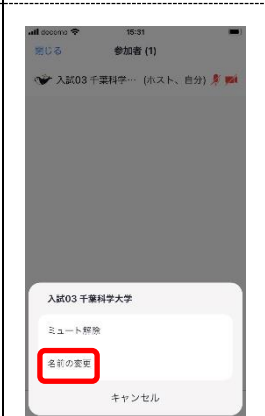 docomo 15:31
閉じる 参加者 (1)
入試03 千葉科学… (ホスト、自分)
入試03 千葉科学大学
ミュート解除
名前の変更
キャンセル